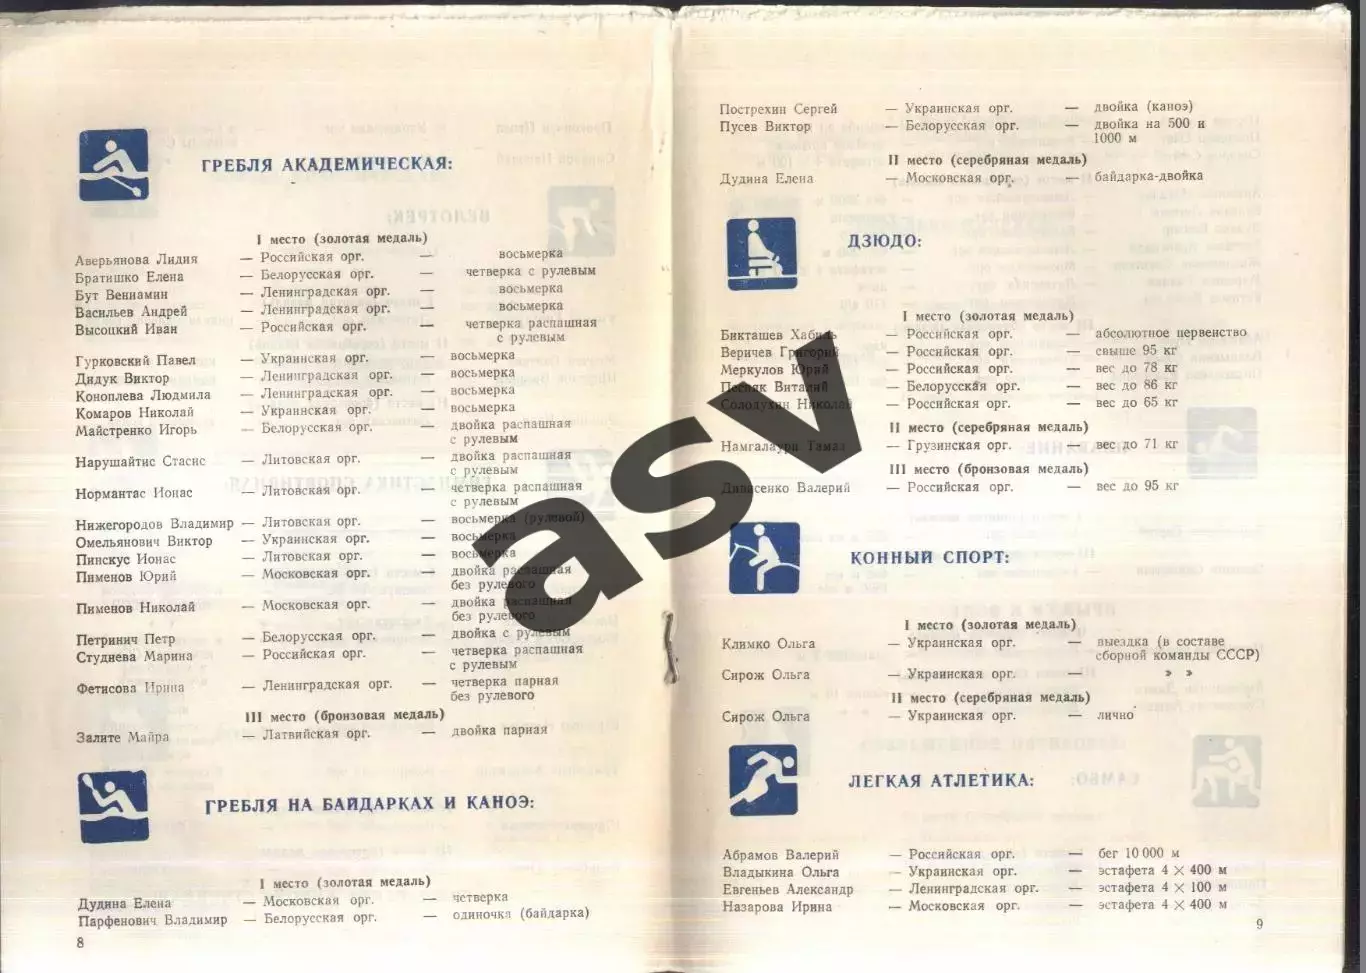 ГРЕБЛЯ АКАДЕМИЧЕСКАЯ:
I место (золотая медаль)
Аверьянова Лидия — Российская орг. — восьмерка
Братишко Елена — Белорусская орг. — четверка с рулевым
Бут Вениамин — Ленинградская орг. — восьмерка
Васильев Андрей — Ленинградская орг. — восьмерка
Высоцкий Иван — Российская орг. — четверка распашная
с рулевым
Гурковский Павел — Украинская орг. — восьмерка
Дидук Виктор — Ленинградская орг. — восьмерка
Коноплева Людмила — Ленинградская орг. — восьмерка
Комаров Николай — Украинская орг. — восьмерка
Майстренко Игорь — Белорусская орг. — двойка распашная
с рулевым
Нарушайтис Стасис — Литовская орг. — двойка распашная
с рулевым
Нормантас Ионас — Литовская орг. — четверка распашная
с рулевым
Нижегородов Владимир — Литовская орг. — восьмерка (рулевой)
Омельянович Виктор — Украинская орг. — восьмерка
Пинскус Ионас — Литовская орг. — восьмерка
Пименов Юрий — Московская орг. — двойка распашная
без рулевого
Пименов Николай — Московская орг. — двойка распашная
без рулевого
Петринич Петр — Белорусская орг. — двойка с рулевым
Студнева Марина — Российская орг. — четверка распашная
с рулевым
Фетисова Ирина — Ленинградская орг. — четверка парная
без рулевого
III место (бронзовая медаль)
Залите Майра — Латвийская орг. — двойка парная
ГРЕБЛЯ НА БАЙДАРКАХ И КАНОЭ:
I место (золотая медаль)
Дудина Елена — Московская орг. — четверка
Парфенович Владимир — Белорусская орг. — одиночка (байдарка)
8
Пострехин Сергей — Украинская орг. — двойка (каноэ)
Пусев Виктор — Белорусская орг. — двойка на 500 и
1000 м
II место (серебряная медаль)
Дудина Елена — Московская орг. — байдарка-двойка
ДЗЮДО:
I место (золотая медаль)
Бикташев Хабиль — Российская орг. — абсолютное первенство
Веричев Григорий — Российская орг. — свыше 95 кг
Меркулов Юрий — Российская орг. — вес до 78 кг
Песняк Виталий — Белорусская орг. — вес до 86 кг
Солодухин Николай — Российская орг. — вес до 65 кг
II место (серебряная медаль)
Намгалаури Тамаз — Грузинская орг. — вес до 71 кг
III место (бронзовая медаль)
Дивисенко Валерий — Российская орг. — вес до 95 кг
КОННЫЙ СПОРТ:
I место (золотая медаль)
Климко Ольга — Украинская орг. — выездка (в составе
сборной команды СССР)
Сирож Ольга — Украинская орг. — » »
II место (серебряная медаль)
Сирож Ольга — Украинская орг. — лично
ЛЕГКАЯ АТЛЕТИКА:
Абрамов Валерий — Российская орг. — бег 10 000 м
Владыкина Ольга — Украинская орг. — эстафета 4 × 400 м
Евгеньев Александр — Ленинградская орг. — эстафета 4 × 100 м
Назарова Ирина — Московская орг. — эстафета 4 × 400 м
9
asv